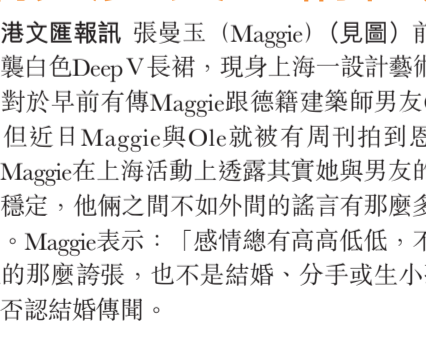 港文匯報訊 張曼玉（Maggie）（見圖）前
襲白色DeepＶ長裙，現身上海一設計藝術
對於早前有傳Maggie跟德籍建築師男友
但近日Maggie與Ole就被有周刊拍到恩
Maggie在上海活動上透露其實她與男友的
穩定，他倆之間不如外間的謠言有那麼多
。Maggie表示：「感情總有高高低低，不
的那麼誇張，也不是結婚、分手或生小
否認結婚傳聞。